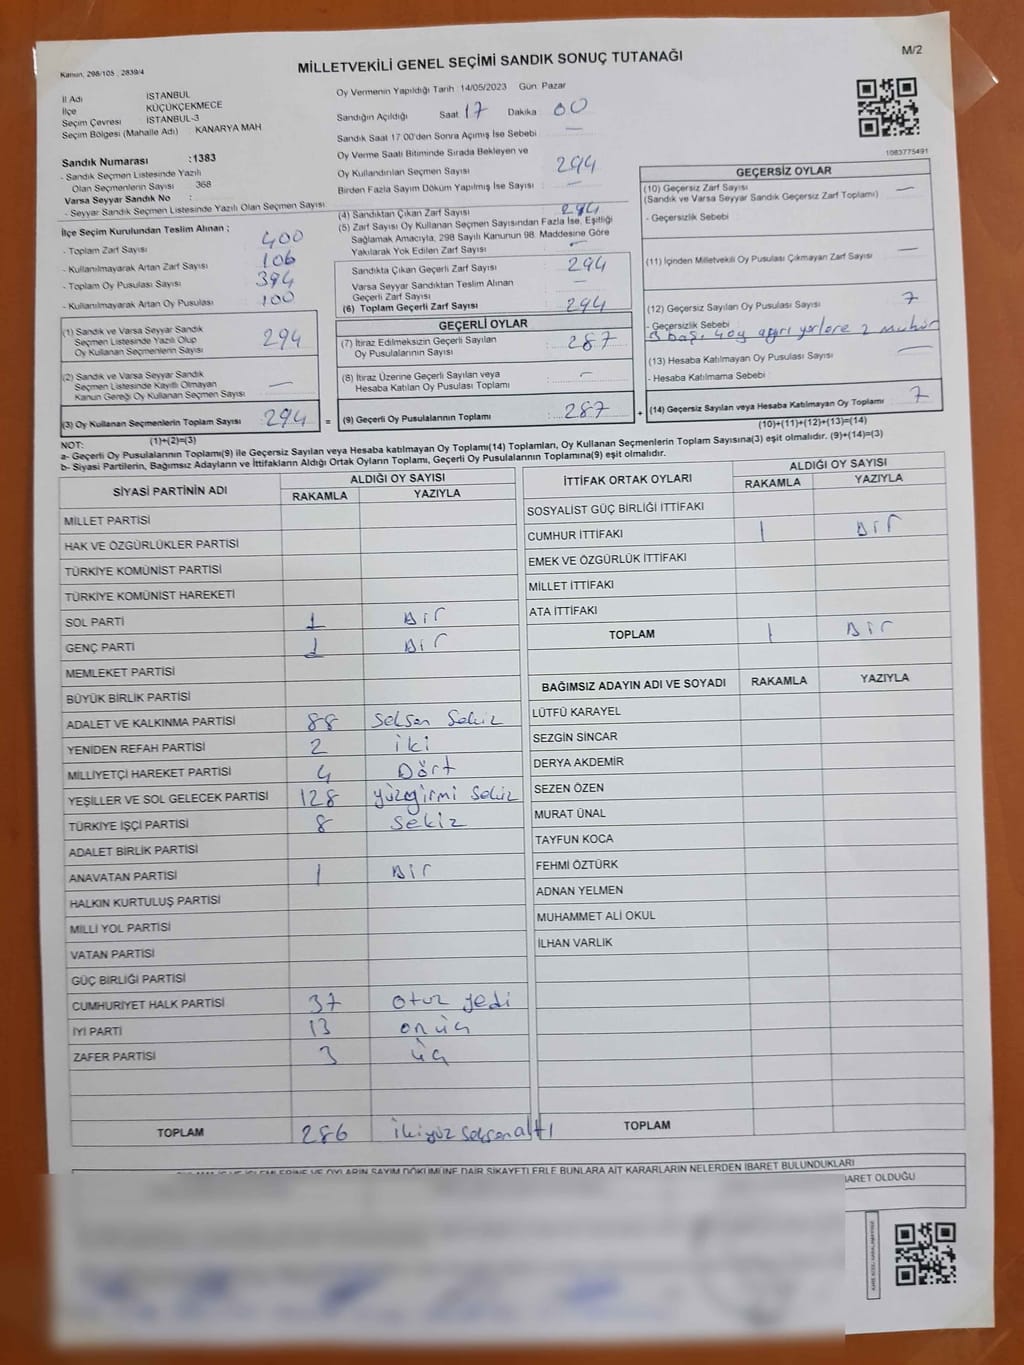 Kanun, 298/105 , 2839/4
MİLLETVEKİLİ GENEL SEÇİMİ SANDIK SONUÇ TUTANAĞI
M/2
İl Adı İSTANBUL
İlçe KÜÇÜKÇEKMECE
Seçim Çevresi İSTANBUL-3
Seçim Bölgesi (Mahalle Adı) : KANARYA MAH
Sandık Numarası :1383
- Sandık Seçmen Listesinde Yazılı
Olan Seçmenlerin Sayısı : 368
Varsa Seyyar Sandık No :
- Seyyar Sandık Seçmen Listesinde Yazılı Olan Seçmen Sayısı
İlçe Seçim Kurulundan Teslim Alınan ;
- Toplam Zarf Sayısı 400
- Kullanılmayarak Artan Zarf Sayısı 106
- Toplam Oy Pusulası Sayısı 394
- Kullanılmayarak Artan Oy Pusulası 100
(1) Sandık ve Varsa Seyyar Sandık
Seçmen Listesinde Yazılı Olup
Oy Kullanan Seçmenlerin Sayısı 294
(2) Sandık ve Varsa Seyyar Sandık
Seçmen Listesinde Kayıtlı Olmayan
Kanun Gereği Oy Kullanan Seçmen Sayısı —
(3) Oy Kullanan Seçmenlerin Toplam Sayısı 294
Oy Vermenin Yapıldığı Tarih :14/05/2023 Gün: Pazar
Sandığın Açıldığı Saat 17 Dakika 00
Sandık Saat 17:00'den Sonra Açılmış İse Sebebi —
Oy Verme Saati Bitiminde Sırada Bekleyen ve
Oy Kullandırılan Seçmen Sayısı 294
Birden Fazla Sayım Döküm Yapılmış İse Sayısı —
(4) Sandıktan Çıkan Zarf Sayısı 294
(5) Zarf Sayısı Oy Kullanan Seçmen Sayısından Fazla İse, Eşitliği
Sağlamak Amacıyla, 298 Sayılı Kanunun 98. Maddesine Göre
Yakılarak Yok Edilen Zarf Sayısı —
Sandıkta Çıkan Geçerli Zarf Sayısı 294
Varsa Seyyar Sandıktan Teslim Alınan
Geçerli Zarf Sayısı —
(6) Toplam Geçerli Zarf Sayısı 294
GEÇERLİ OYLAR
(7) İtiraz Edilmeksizin Geçerli Sayılan
Oy Pusulalarının Sayısı : 287
(8) İtiraz Üzerine Geçerli Sayılan veya
Hesaba Katılan Oy Pusulası Toplamı : —
= (9) Geçerli Oy Pusulalarının Toplamı : 287 +
1083775491
GEÇERSİZ OYLAR
(10) Geçersiz Zarf Sayısı —
(Sandık ve Varsa Seyyar Sandık Geçersiz Zarf Toplamı)
- Geçersizlik Sebebi
(11) İçinden Milletvekili Oy Pusulası Çıkmayan Zarf Sayısı —
(12) Geçersiz Sayılan Oy Pusulası Sayısı 7
- Geçersizlik Sebebi
3 boş. 4 oy ayrı yerlere 2 mühür
(13) Hesaba Katılmayan Oy Pusulası Sayısı —
- Hesaba Katılmama Sebebi
(14) Geçersiz Sayılan veya Hesaba Katılmayan Oy Toplamı 7
(10)+(11)+(12)+(13)=(14)
NOT: (1)+(2)=(3)
a- Geçerli Oy Pusulalarının Toplamı(9) ile Geçersiz Sayılan veya Hesaba katılmayan Oy Toplamı(14) Toplamları, Oy Kullanan Seçmenlerin Toplam Sayısına(3) eşit olmalıdır. (9)+(14)=(3)
b- Siyasi Partilerin, Bağımsız Adayların ve İttifakların Aldığı Ortak Oyların Toplamı, Geçerli Oy Pusulalarının Toplamına(9) eşit olmalıdır.
SİYASİ PARTİNİN ADI ALDIĞI OY SAYISI
RAKAMLA YAZIYLA
MİLLET PARTİSİ
HAK VE ÖZGÜRLÜKLER PARTİSİ
TÜRKİYE KOMÜNİST PARTİSİ
TÜRKİYE KOMÜNİST HAREKETİ
SOL PARTİ 1 Bir
GENÇ PARTİ 1 Bir
MEMLEKET PARTİSİ
BÜYÜK BİRLİK PARTİSİ
ADALET VE KALKINMA PARTİSİ 88 Seksen Sekiz
YENİDEN REFAH PARTİSİ 2 iki
MİLLİYETÇİ HAREKET PARTİSİ 4 Dört
YEŞİLLER VE SOL GELECEK PARTİSİ 128 yüzyirmi Sekiz
TÜRKİYE İŞÇİ PARTİSİ 8 Sekiz
ADALET BİRLİK PARTİSİ
ANAVATAN PARTİSİ 1 Bir
HALKIN KURTULUŞ PARTİSİ
MİLLİ YOL PARTİSİ
VATAN PARTİSİ
GÜÇ BİRLİĞİ PARTİSİ
CUMHURİYET HALK PARTİSİ 37 otuz yedi
İYİ PARTİ 13 onüç
ZAFER PARTİSİ 3 üç
TOPLAM 286 ikiyüz seksenaltı
İTTİFAK ORTAK OYLARI ALDIĞI OY SAYISI
RAKAMLA YAZIYLA
SOSYALİST GÜÇ BİRLİĞİ İTTİFAKI
CUMHUR İTTİFAKI 1 Bir
EMEK VE ÖZGÜRLÜK İTTİFAKI
MİLLET İTTİFAKI
ATA İTTİFAKI
TOPLAM 1 Bir
BAĞIMSIZ ADAYIN ADI VE SOYADI RAKAMLA YAZIYLA
LÜTFÜ KARAYEL
SEZGİN SİNCAR
DERYA AKDEMİR
SEZEN ÖZEN
MURAT ÜNAL
TAYFUN KOCA
FEHMİ ÖZTÜRK
ADNAN YELMEN
MUHAMMET ALİ OKUL
İLHAN VARLIK
TOPLAM
İŞLEMLERİNE VE OYLARIN SAYIM DÖKÜMÜNE DAİR ŞİKAYETLERLE BUNLARA AİT KARARLARIN NELERDEN İBARET BULUNDUKLARI
İBARET OLDUĞU